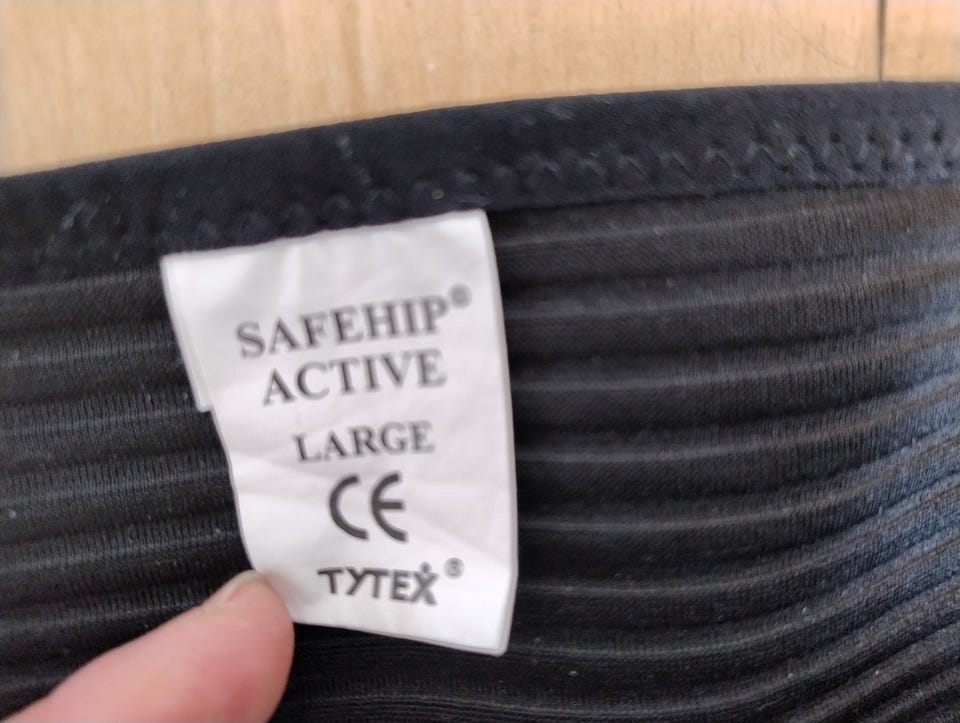 SAFEHIP®
ACTIVE
LARGE
CE
TYTEX®